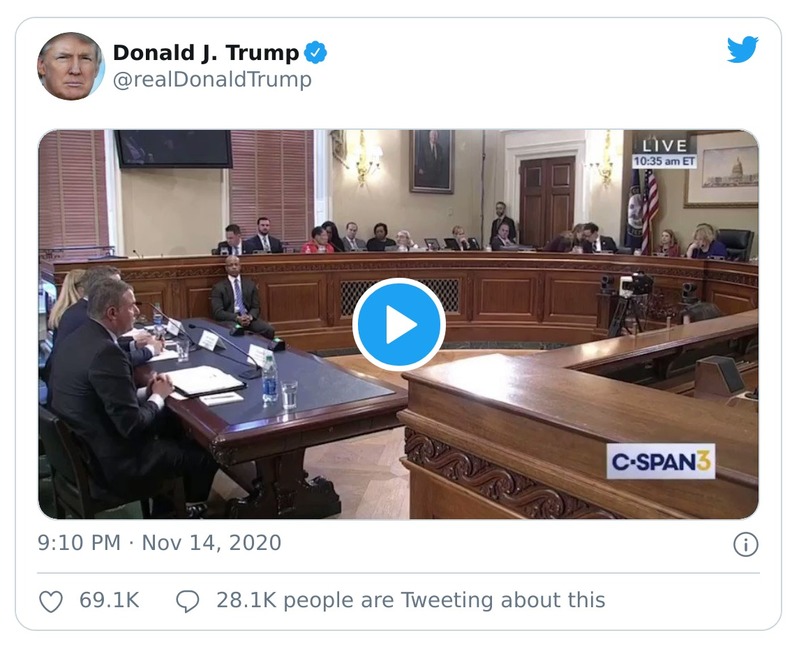 Donald J. Trump
@realDonaldTrump
LIVE
10:35 am ET
C·SPAN3
9:10 PM · Nov 14, 2020
69.1K
28.1K people are Tweeting about this